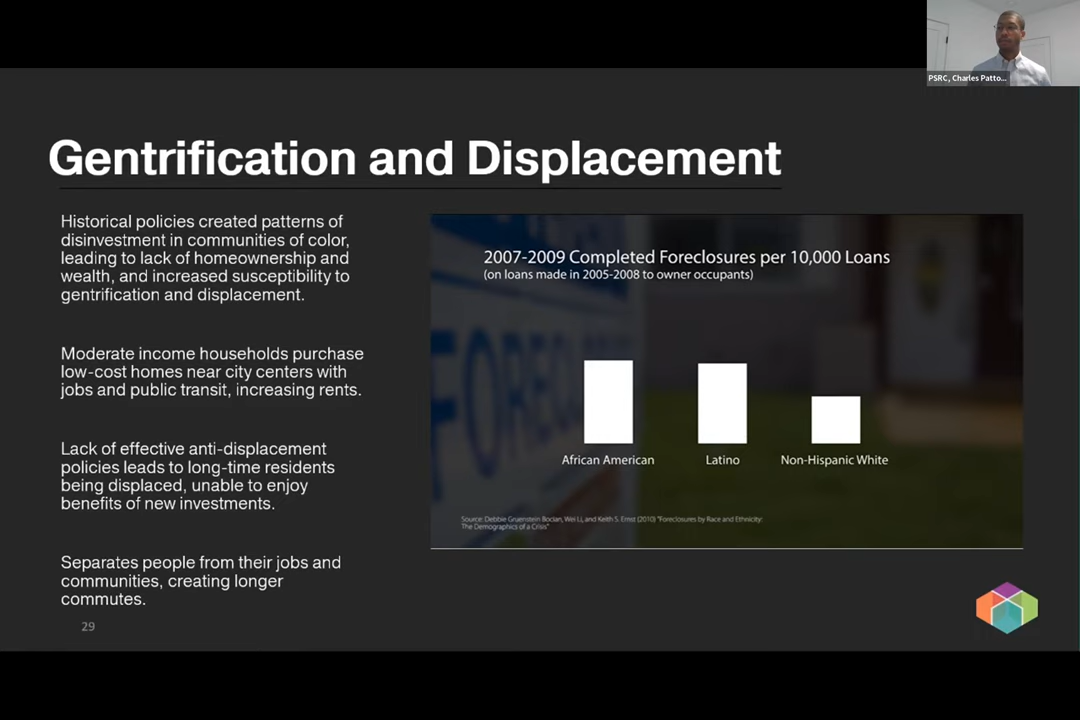 PSRC, Charles Patto...
Gentrification and Displacement
Historical policies created patterns of
disinvestment in communities of color,
leading to lack of homeownership and
wealth, and increased susceptibility to
gentrification and displacement.
Moderate income households purchase
low-cost homes near city centers with
jobs and public transit, increasing rents.
Lack of effective anti-displacement
policies leads to long-time residents
being displaced, unable to enjoy
benefits of new investments.
Separates people from their jobs and
communities, creating longer
commutes.
29
2007-2009 Completed Foreclosures per 10,000 Loans
(on loans made in 2005-2008 to owner occupants)
African American Latino Non-Hispanic White
Source: Debbie Gruenstein Bocian, Wei Li, and Keith S. Ernst (2010) "Foreclosures by Race and Ethnicity:
The Demographics of a Crisis"